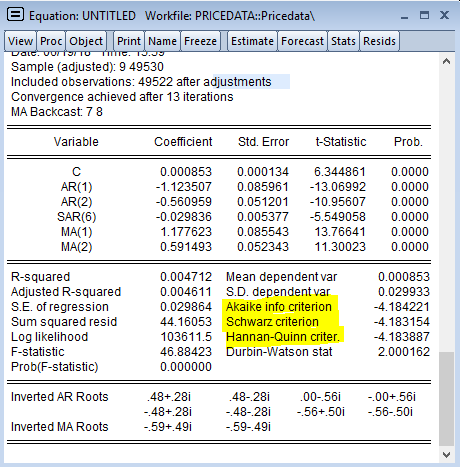 Equation: UNTITLED Workfile: PRICEDATA::Pricedata\
View Proc Object Print Name Freeze Estimate Forecast Stats Resids
Sample (adjusted): 9 49530
Included observations: 49522 after adjustments
Convergence achieved after 13 iterations
MA Backcast: 7 8
Variable Coefficient Std. Error t-Statistic Prob.
C 0.000853 0.000134 6.344861 0.0000
AR(1) -1.123507 0.085961 -13.06992 0.0000
AR(2) -0.560959 0.051201 -10.95607 0.0000
SAR(6) -0.029836 0.005377 -5.549058 0.0000
MA(1) 1.177623 0.085543 13.76641 0.0000
MA(2) 0.591493 0.052343 11.30023 0.0000
R-squared 0.004712 Mean dependent var 0.000853
Adjusted R-squared 0.004611 S.D. dependent var 0.029933
S.E. of regression 0.029864 Akaike info criterion -4.184221
Sum squared resid 44.16053 Schwarz criterion -4.183154
Log likelihood 103611.5 Hannan-Quinn criter. -4.183887
F-statistic 46.88423 Durbin-Watson stat 2.000162
Prob(F-statistic) 0.000000
Inverted AR Roots .48+.28i .48-.28i .00-.56i -.00+.56i
-.48+.28i -.48-.28i -.56+.50i -.56-.50i
Inverted MA Roots -.59+.49i -.59-.49i